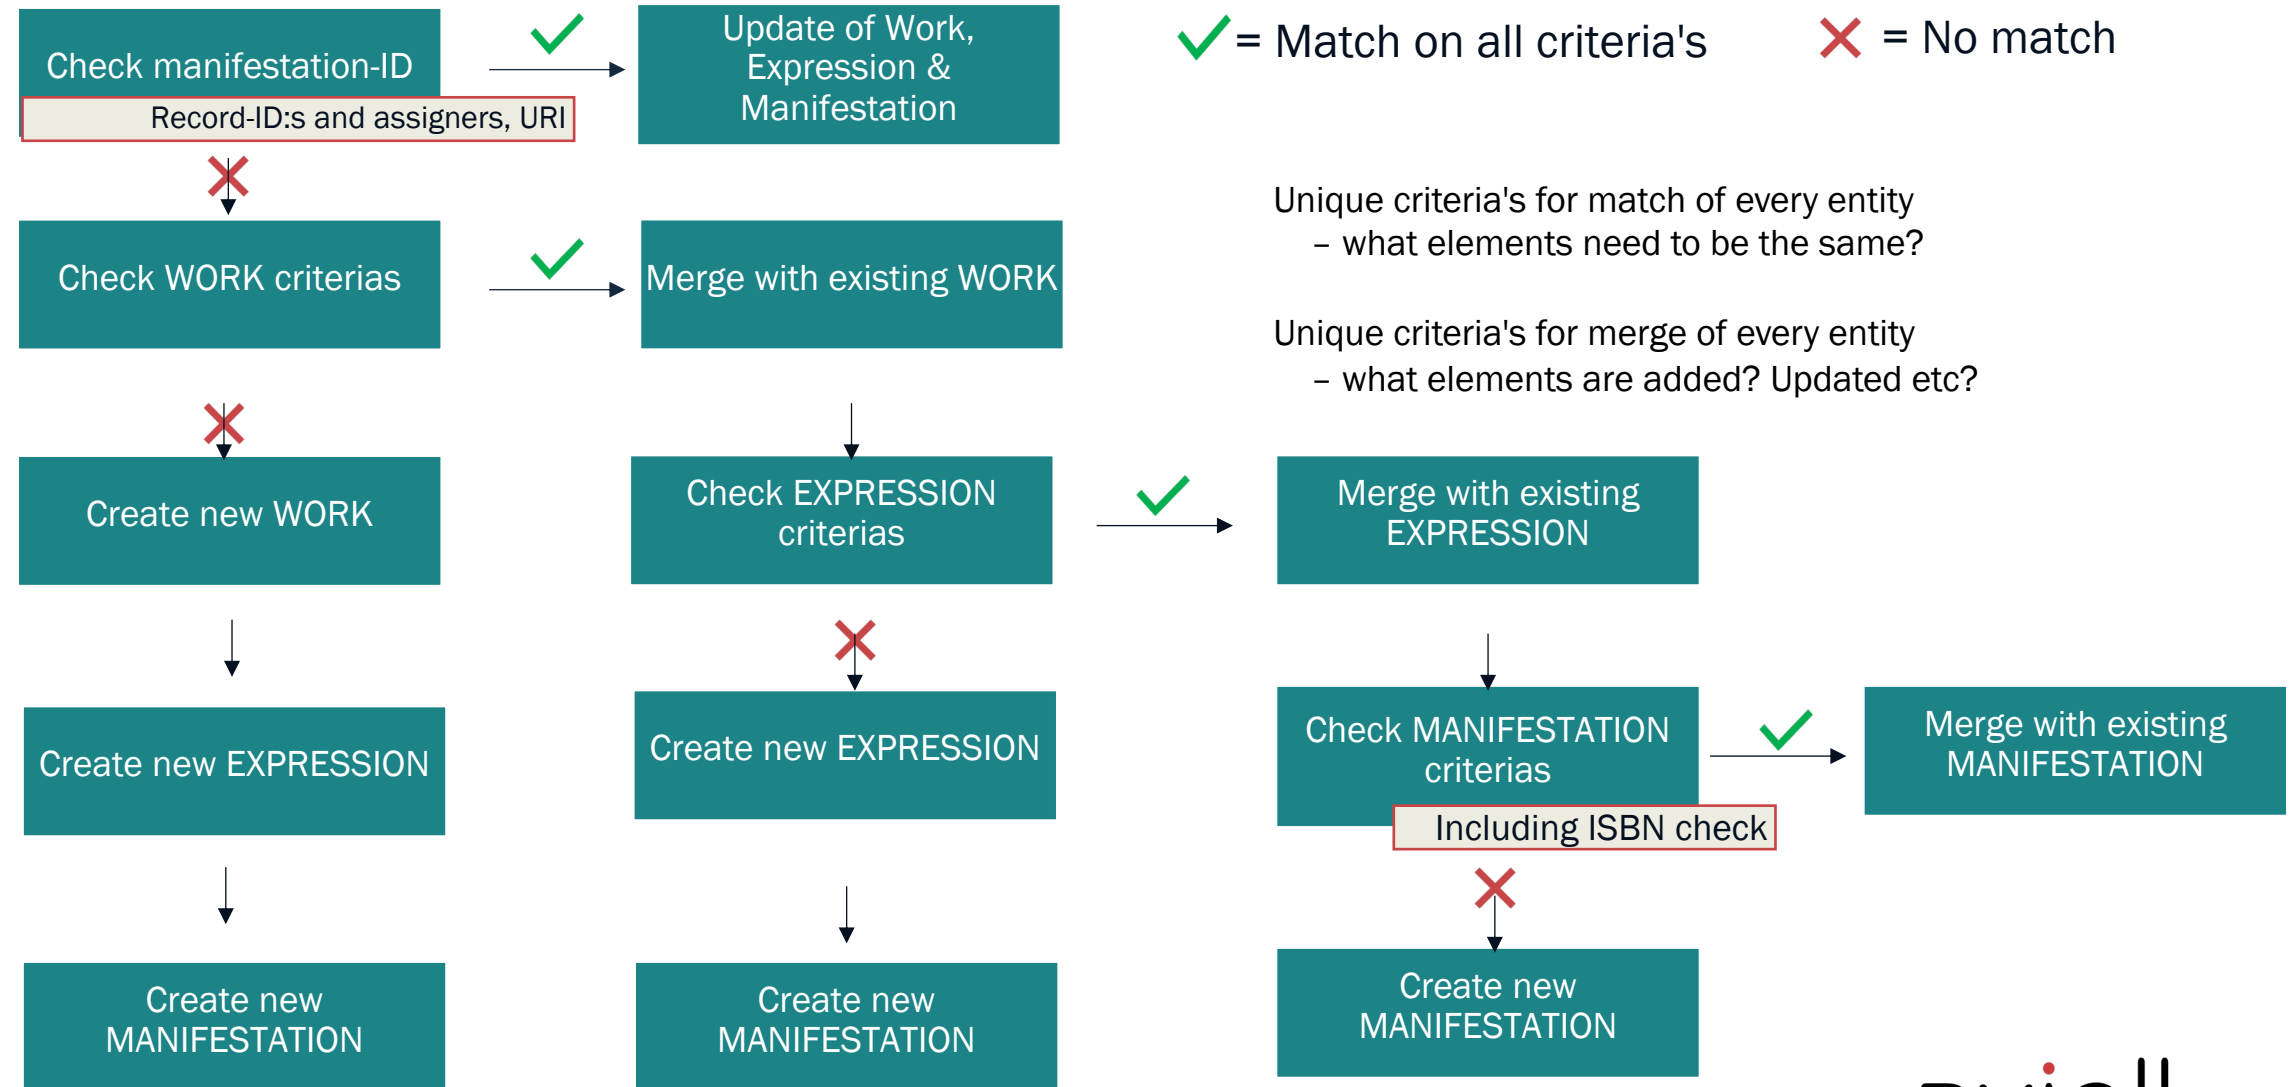 Check manifestation-ID
Record-ID:s and assigners, URI
Update of Work,
Expression &
Manifestation
= Match on all criteria's
= No match
Unique criteria's for match of every entity
– what elements need to be the same?
Unique criteria's for merge of every entity
– what elements are added? Updated etc?
Check WORK criterias
Merge with existing WORK
Create new WORK
Check EXPRESSION
criterias
Merge with existing
EXPRESSION
Create new EXPRESSION
Create new EXPRESSION
Check MANIFESTATION
criterias
Including ISBN check
Merge with existing
MANIFESTATION
Create new
MANIFESTATION
Create new
MANIFESTATION
Create new
MANIFESTATION